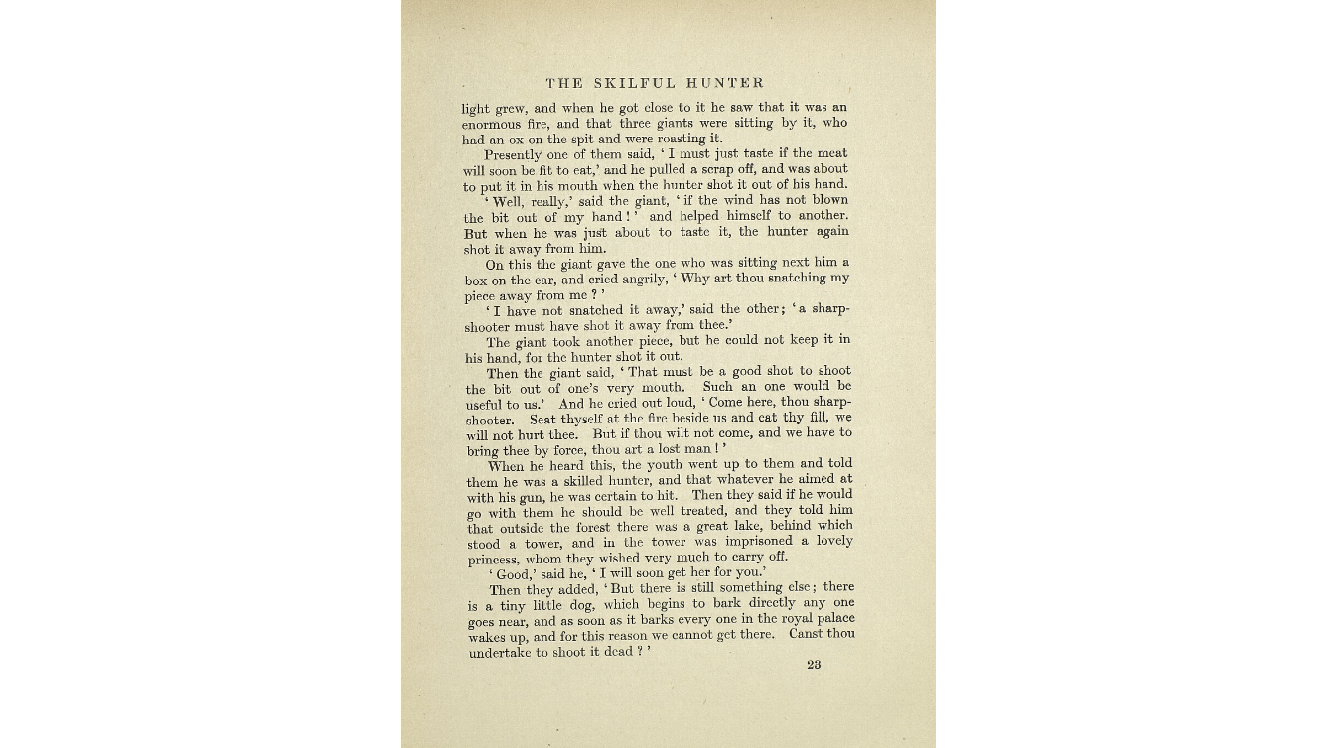 THE SKILFUL HUNTER
light grew, and when he got close to it he saw that it was an
enormous fire, and that three giants were sitting by it, who
had an ox on the spit and were roasting it.
Presently one of them said, ‘ I must just taste if the meat
will soon be fit to eat,’ and he pulled a scrap off, and was about
to put it in his mouth when the hunter shot it out of his hand.
‘ Well, really,’ said the giant, ‘ if the wind has not blown
the bit out of my hand ! ’ and helped himself to another.
But when he was just about to taste it, the hunter again
shot it away from him.
On this the giant gave the one who was sitting next him a
box on the ear, and cried angrily, ‘ Why art thou snatching my
piece away from me ? ’
‘ I have not snatched it away,’ said the other ; ‘ a sharp-
shooter must have shot it away from thee.’
The giant took another piece, but he could not keep it in
his hand, for the hunter shot it out.
Then the giant said, ‘ That must be a good shot to shoot
the bit out of one’s very mouth. Such an one would be
useful to us.’ And he cried out loud, ‘ Come here, thou sharp-
shooter. Seat thyself at the fire beside us and eat thy fill, we
will not hurt thee. But if thou wilt not come, and we have to
bring thee by force, thou art a lost man ! ’
When he heard this, the youth went up to them and told
them he was a skilled hunter, and that whatever he aimed at
with his gun, he was certain to hit. Then they said if he would
go with them he should be well treated, and they told him
that outside the forest there was a great lake, behind which
stood a tower, and in the tower was imprisoned a lovely
princess, whom they wished very much to carry off.
‘ Good,’ said he, ‘ I will soon get her for you.’
Then they added, ‘ But there is still something else ; there
is a tiny little dog, which begins to bark directly any one
goes near, and as soon as it barks every one in the royal palace
wakes up, and for this reason we cannot get there. Canst thou
undertake to shoot it dead ? ’
23